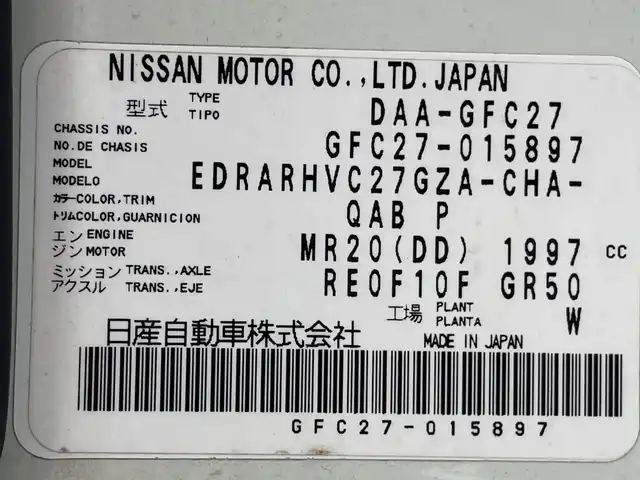 NISSAN MOTOR CO.,LTD.JAPAN
型式 TYPE TIPO DAA-GFC27
CHASSIS NO. NO.DE CHASIS GFC27-015897
MODEL MODELO EDRARHVC27GZA-CHA-
カラーCOLOR,TRIM トリムCOLOR,GUARNICION QAB P
エンジン ENGINE MOTOR MR20(DD) 1997 CC
ミッション TRANS.,AXLE アクスル TRANS.,EJE RE0F10F GR50
工場 PLANT PLANTA W
日産自動車株式会社 MADE IN JAPAN
GFC27-015897